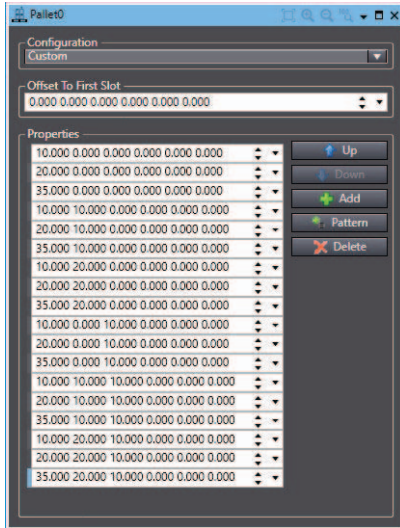 Pallet0
Configuration
Custom
Offset To First Slot
0.000 0.000 0.000 0.000 0.000 0.000
Properties
10.000 0.000 0.000 0.000 0.000 0.000
20.000 0.000 0.000 0.000 0.000 0.000
35.000 0.000 0.000 0.000 0.000 0.000
10.000 10.000 0.000 0.000 0.000 0.000
20.000 10.000 0.000 0.000 0.000 0.000
35.000 10.000 0.000 0.000 0.000 0.000
10.000 20.000 0.000 0.000 0.000 0.000
20.000 20.000 0.000 0.000 0.000 0.000
35.000 20.000 0.000 0.000 0.000 0.000
10.000 0.000 10.000 0.000 0.000 0.000
20.000 0.000 10.000 0.000 0.000 0.000
35.000 0.000 10.000 0.000 0.000 0.000
10.000 10.000 10.000 0.000 0.000 0.000
20.000 10.000 10.000 0.000 0.000 0.000
35.000 10.000 10.000 0.000 0.000 0.000
10.000 20.000 10.000 0.000 0.000 0.000
20.000 20.000 10.000 0.000 0.000 0.000
35.000 20.000 10.000 0.000 0.000 0.000
Up
Down
Add
Pattern
Delete